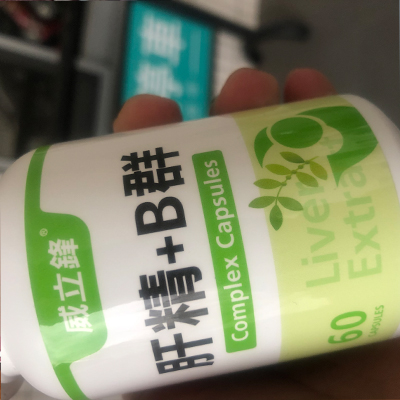 威立鋒®
肝精+B群
Complex Capsules
Liver
Extra
60
CAPSULES